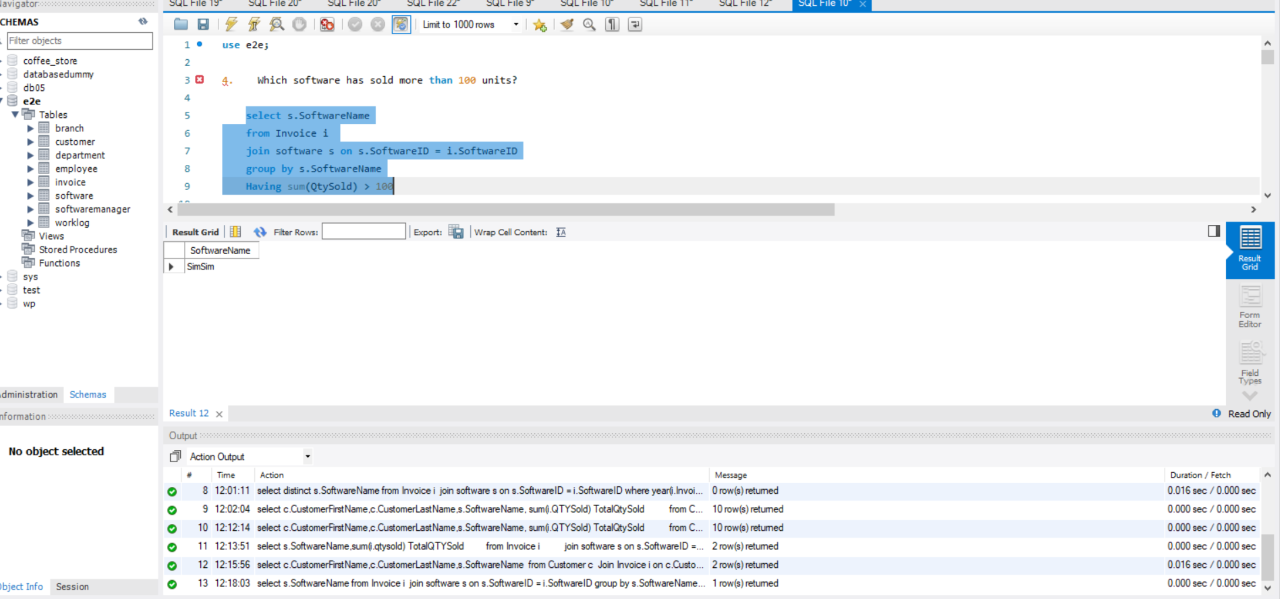 Navigator
SQL File 19* SQL File 20* SQL File 20* SQL File 22* SQL File 9* SQL File 10* SQL File 11* SQL File 12* SQL File 10* ×
CHEMAS
Filter objects
Limit to 1000 rows
coffee_store
databasedummy
db05
e2e
Tables
branch
customer
department
employee
invoice
software
softwaremanager
worklog
Views
Stored Procedures
Functions
sys
test
wp
1 use e2e;
2
3 4. Which software has sold more than 100 units?
4
5 select s.SoftwareName
6 from Invoice i
7 join software s on s.SoftwareID = i.SoftwareID
8 group by s.SoftwareName
9 Having sum(QtySold) > 100
Result Grid Filter Rows: Export: Wrap Cell Content:
SoftwareName
SimSim
Result Grid
Form Editor
Field Types
dministration Schemas
nformation
No object selected
Result 12 ×
Read Only
Output
Action Output
# Time Action Message Duration / Fetch
8 12:01:11 select distinct s.SoftwareName from Invoice i join software s on s.SoftwareID = i.SoftwareID where year(i.Invoi... 0 row(s) returned 0.016 sec / 0.000 sec
9 12:02:04 select c.CustomerFirstName,c.CustomerLastName,s.SoftwareName, sum(i.QTYSold) TotalQtySold from C... 10 row(s) returned 0.000 sec / 0.000 sec
10 12:12:14 select c.CustomerFirstName,c.CustomerLastName,s.SoftwareName, sum(i.QTYSold) TotalQtySold from C... 10 row(s) returned 0.000 sec / 0.000 sec
11 12:13:51 select s.SoftwareName,sum(i.qtysold) TotalQTYSold from Invoice i join software s on s.SoftwareID =... 2 row(s) returned 0.000 sec / 0.000 sec
12 12:15:56 select c.CustomerFirstName,c.CustomerLastName,s.SoftwareName from Customer c Join Invoice i on c.Custo... 2 row(s) returned 0.016 sec / 0.000 sec
13 12:18:03 select s.SoftwareName from Invoice i join software s on s.SoftwareID = i.SoftwareID group by s.SoftwareName... 1 row(s) returned 0.000 sec / 0.000 sec
bject Info Session